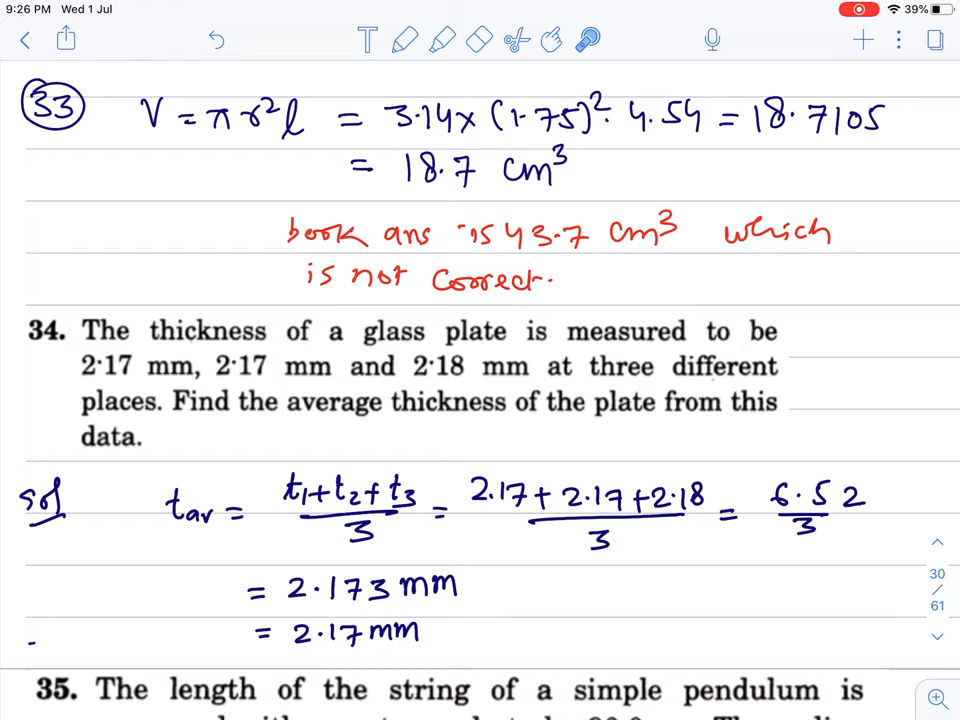 9:26 PM Wed 1 Jul 39%
33 V = π r² l = 3.14 × (1.75)². 4.54 = 18.7105
= 18.7 cm³
book ans is 43.7 cm³ which
is not correct.
34. The thickness of a glass plate is measured to be
2·17 mm, 2·17 mm and 2·18 mm at three different
places. Find the average thickness of the plate from this
data.
sol t_av = (t1+t2+t3)/3 = (2.17+2.17+2.18)/3 = 6.52/3
= 2.173 mm
= 2.17 mm
30
/
61
35. The length of the string of a simple pendulum is